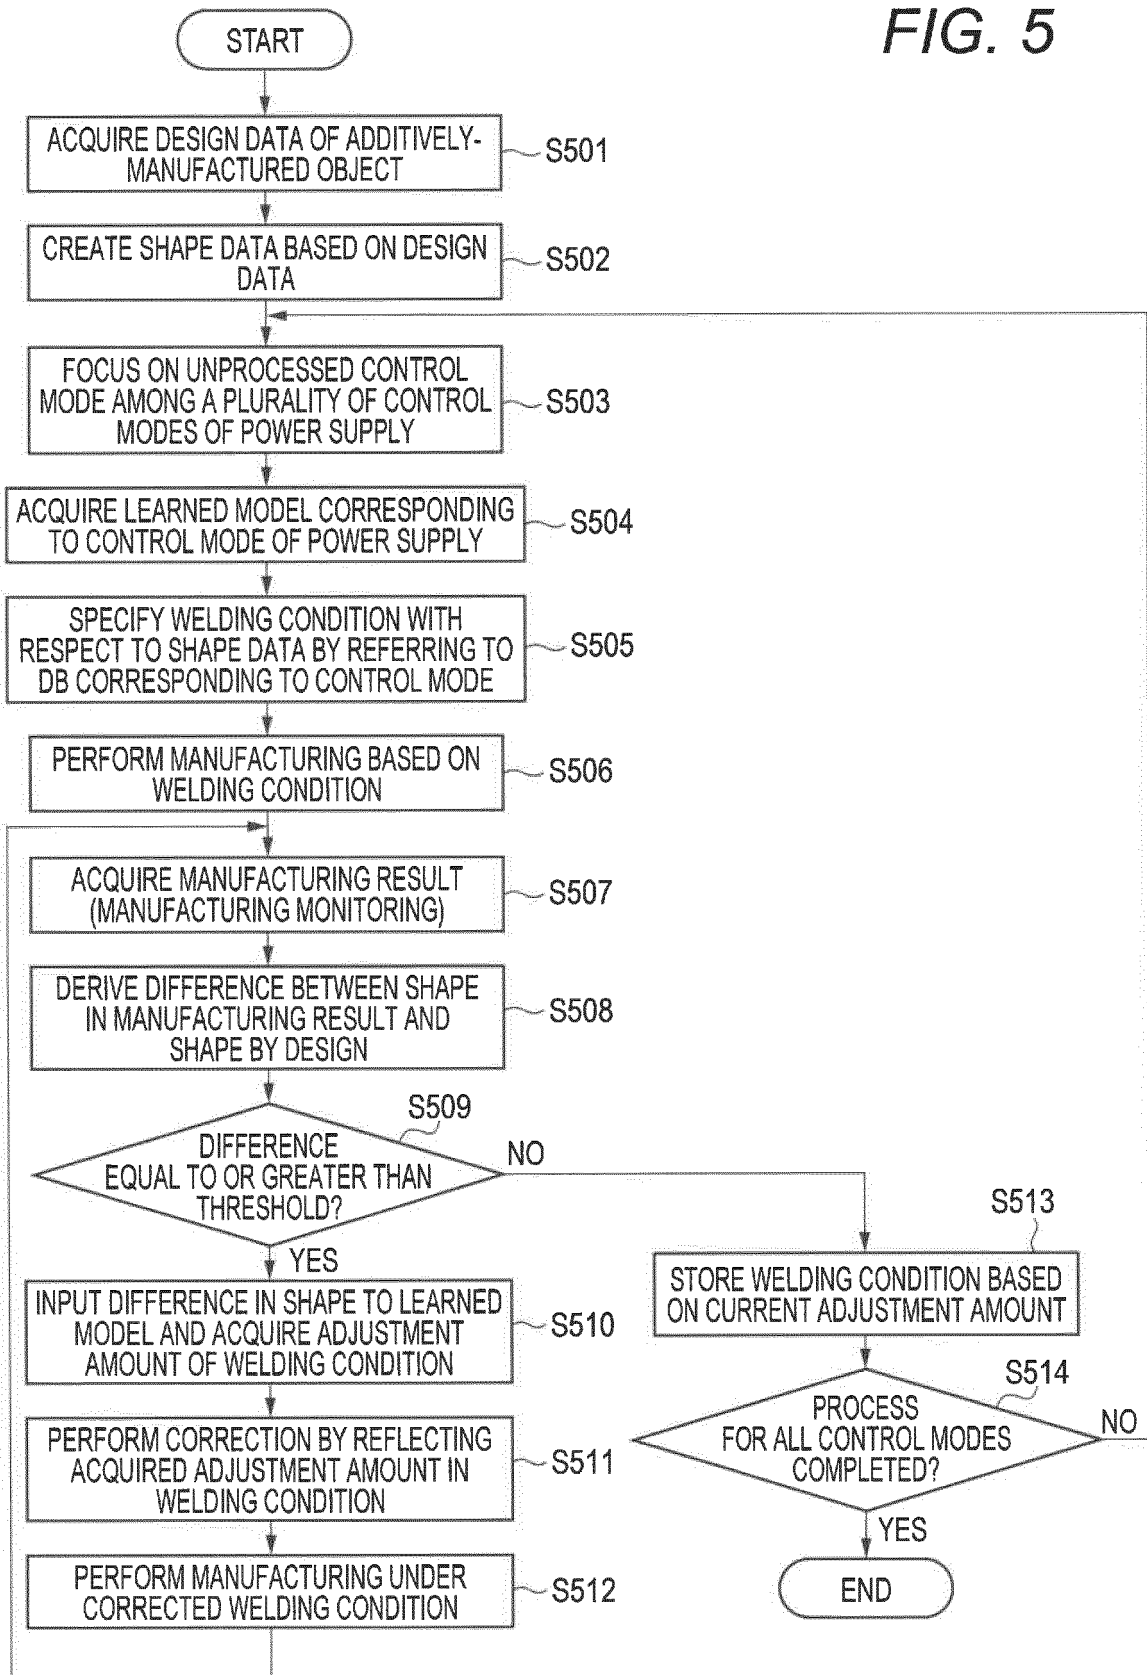 FIG. 5
START
ACQUIRE DESIGN DATA OF ADDITIVELY-
MANUFACTURED OBJECT
S501
CREATE SHAPE DATA BASED ON DESIGN
DATA
S502
FOCUS ON UNPROCESSED CONTROL
MODE AMONG A PLURALITY OF CONTROL
MODES OF POWER SUPPLY
S503
ACQUIRE LEARNED MODEL CORRESPONDING
TO CONTROL MODE OF POWER SUPPLY
S504
SPECIFY WELDING CONDITION WITH
RESPECT TO SHAPE DATA BY REFERRING TO
DB CORRESPONDING TO CONTROL MODE
S505
PERFORM MANUFACTURING BASED ON
WELDING CONDITION
S506
ACQUIRE MANUFACTURING RESULT
(MANUFACTURING MONITORING)
S507
DERIVE DIFFERENCE BETWEEN SHAPE
IN MANUFACTURING RESULT AND
SHAPE BY DESIGN
S508
S509
DIFFERENCE
EQUAL TO OR GREATER THAN
THRESHOLD?
NO
YES
INPUT DIFFERENCE IN SHAPE TO LEARNED
MODEL AND ACQUIRE ADJUSTMENT
AMOUNT OF WELDING CONDITION
S510
PERFORM CORRECTION BY REFLECTING
ACQUIRED ADJUSTMENT AMOUNT IN
WELDING CONDITION
S511
PERFORM MANUFACTURING UNDER
CORRECTED WELDING CONDITION
S512
S513
STORE WELDING CONDITION BASED
ON CURRENT ADJUSTMENT AMOUNT
S514
PROCESS
FOR ALL CONTROL MODES
COMPLETED?
NO
YES
END